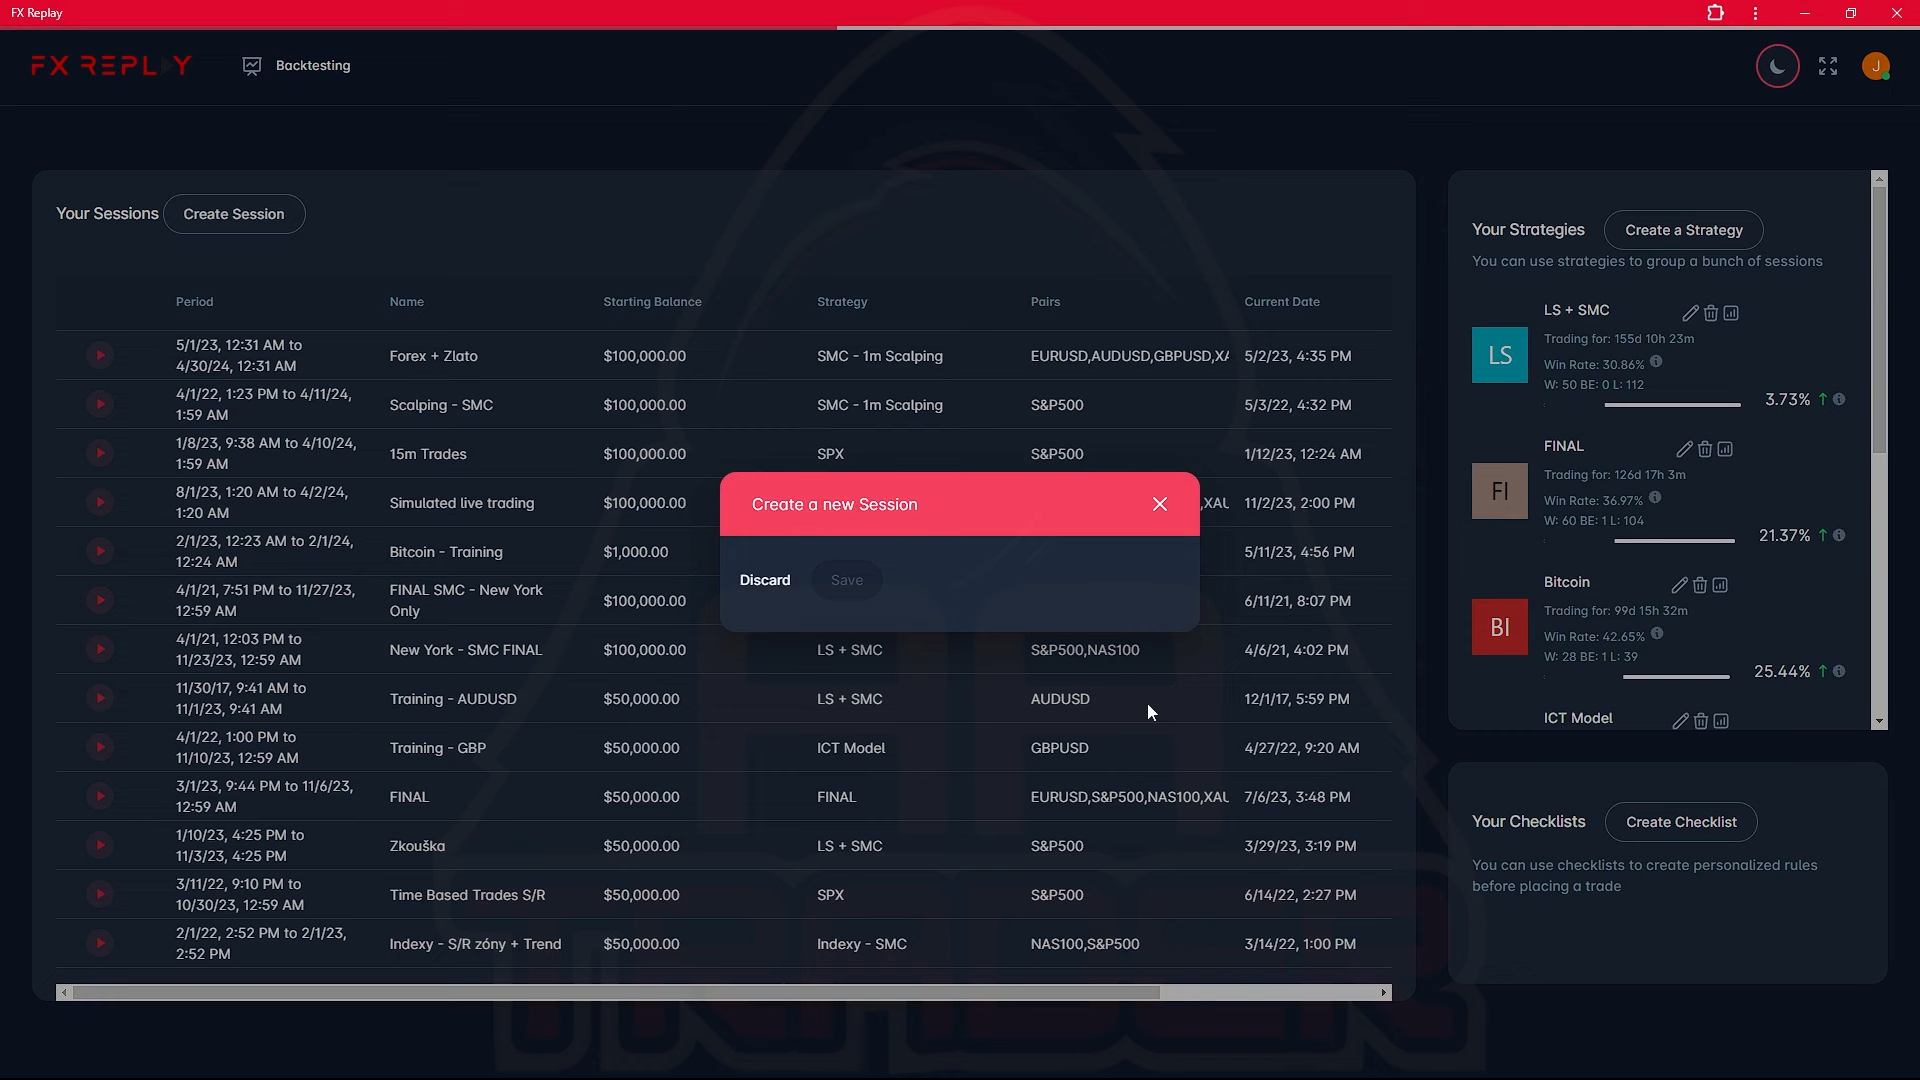 FX Replay
FX REPLAY
Backtesting
J
Your Sessions
Create Session
Period Name Starting Balance Strategy Pairs Current Date
5/1/23, 12:31 AM to
4/30/24, 12:31 AM
Forex + Zlato $100,000.00 SMC - 1m Scalping EURUSD,AUDUSD,GBPUSD,XA 5/2/23, 4:35 PM
4/1/22, 1:23 PM to 4/11/24,
1:59 AM
Scalping - SMC $100,000.00 SMC - 1m Scalping S&P500 5/3/22, 4:32 PM
1/8/23, 9:38 AM to 4/10/24,
1:59 AM
15m Trades $100,000.00 SPX S&P500 1/12/23, 12:24 AM
8/1/23, 1:20 AM to 4/2/24,
1:20 AM
Simulated live trading $100,000.00 ,XAU 11/2/23, 2:00 PM
2/1/23, 12:23 AM to 2/1/24,
12:24 AM
Bitcoin - Training $1,000.00 5/11/23, 4:56 PM
4/1/21, 7:51 PM to 11/27/23,
12:59 AM
FINAL SMC - New York
Only
$100,000.00 6/11/21, 8:07 PM
4/1/21, 12:03 PM to
11/23/23, 12:59 AM
New York - SMC FINAL $100,000.00 LS + SMC S&P500,NAS100 4/6/21, 4:02 PM
11/30/17, 9:41 AM to
11/1/23, 9:41 AM
Training - AUDUSD $50,000.00 LS + SMC AUDUSD 12/1/17, 5:59 PM
4/1/22, 1:00 PM to
11/10/23, 12:59 AM
Training - GBP $50,000.00 ICT Model GBPUSD 4/27/22, 9:20 AM
3/1/23, 9:44 PM to 11/6/23,
12:59 AM
FINAL $50,000.00 FINAL EURUSD,S&P500,NAS100,XAU 7/6/23, 3:48 PM
1/10/23, 4:25 PM to
11/3/23, 4:25 PM
Zkouška $50,000.00 LS + SMC S&P500 3/29/23, 3:19 PM
3/11/22, 9:10 PM to
10/30/23, 12:59 AM
Time Based Trades S/R $50,000.00 SPX S&P500 6/14/22, 2:27 PM
2/1/22, 2:52 PM to 2/1/23,
2:52 PM
Indexy - S/R zóny + Trend $50,000.00 Indexy - SMC NAS100,S&P500 3/14/22, 1:00 PM
Create a new Session
Discard
Save
Your Strategies
Create a Strategy
You can use strategies to group a bunch of sessions
LS
LS + SMC
Trading for: 155d 10h 23m
Win Rate: 30.86%
W: 50 BE: 0 L: 112
3.73%
FI
FINAL
Trading for: 126d 17h 3m
Win Rate: 36.97%
W: 60 BE: 1 L: 104
21.37%
BI
Bitcoin
Trading for: 99d 15h 32m
Win Rate: 42.65%
W: 28 BE: 1 L: 39
25.44%
ICT Model
Your Checklists
Create Checklist
You can use checklists to create personalized rules
before placing a trade
TRADER